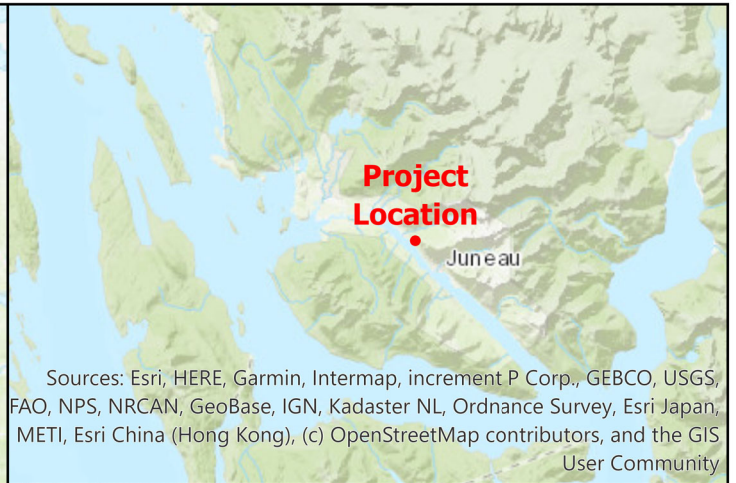 Project
Location
Juneau
Sources: Esri, HERE, Garmin, Intermap, increment P Corp., GEBCO, USGS,
FAO, NPS, NRCAN, GeoBase, IGN, Kadaster NL, Ordnance Survey, Esri Japan,
METI, Esri China (Hong Kong), (c) OpenStreetMap contributors, and the GIS
User Community